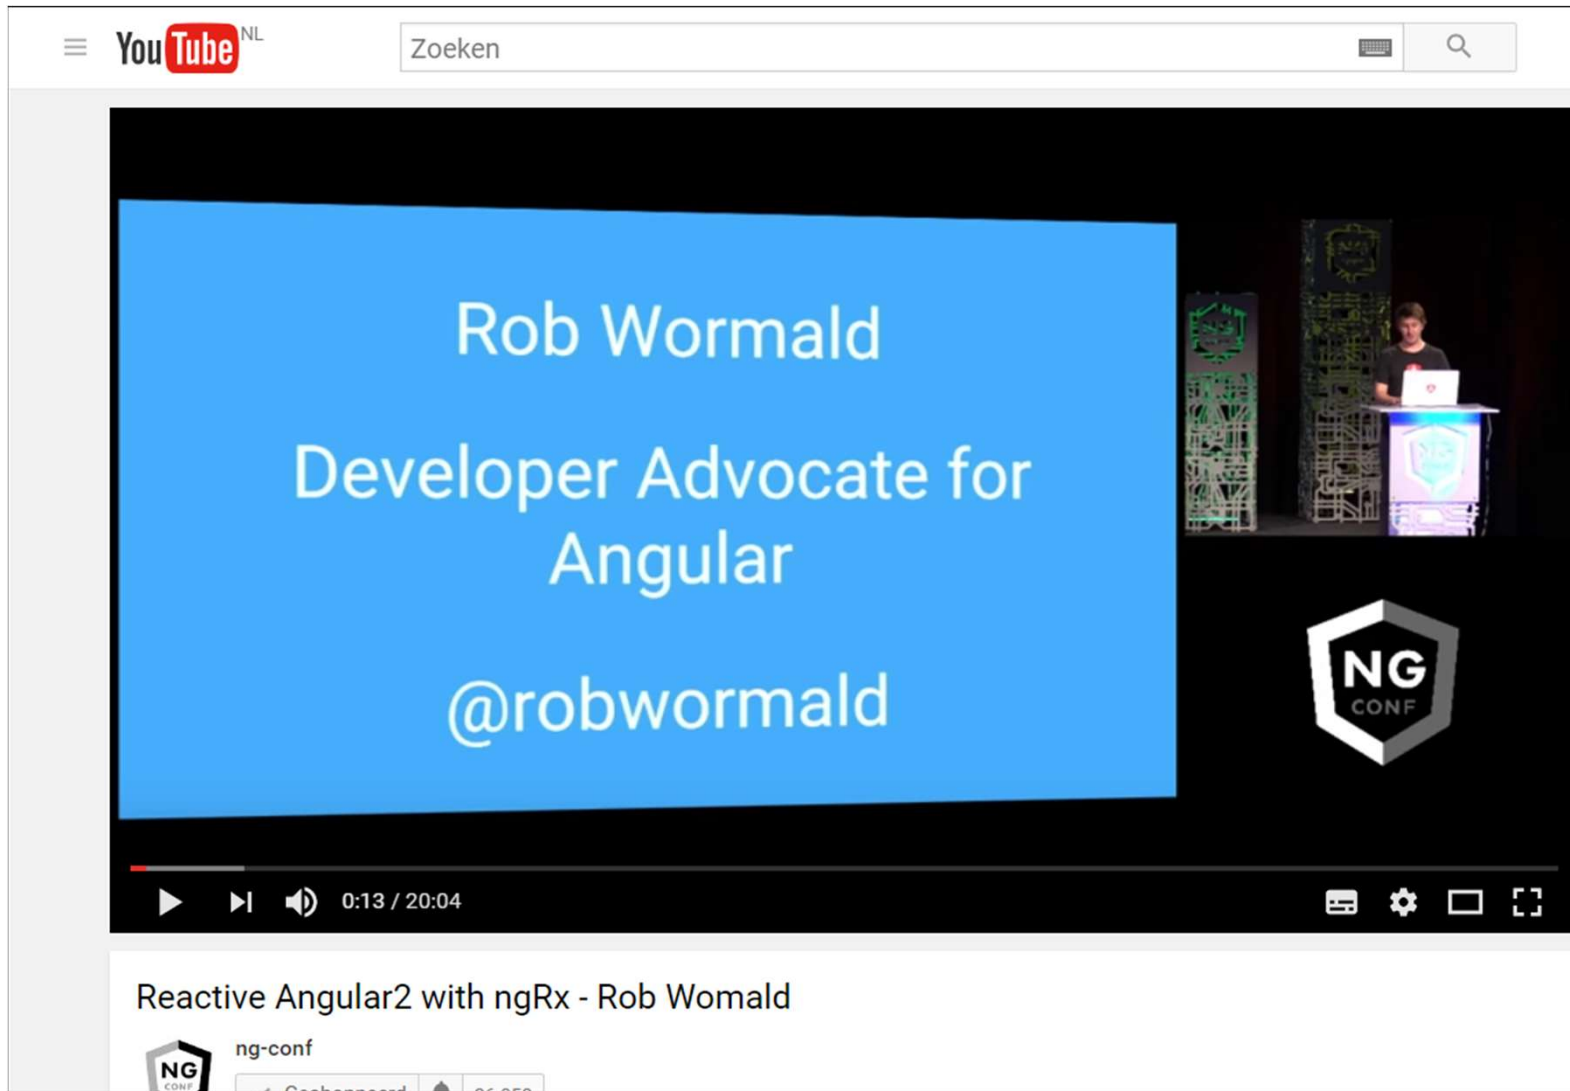 YouTube NL
Zoeken
Rob Wormald
Developer Advocate for
Angular
@robwormald
NG
CONF
0:13 / 20:04
Reactive Angular2 with ngRx - Rob Womald
ng-conf
NG
CONF